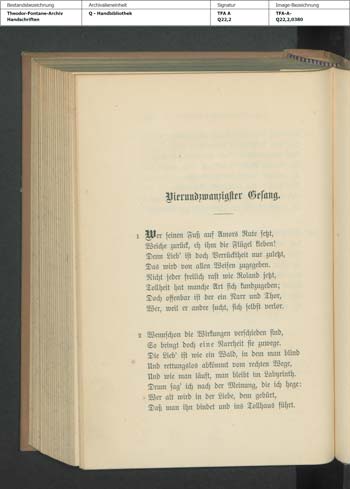 Bestandsbezeichnung Archivalieneinheit Signatur Image-Bezeichnung
Theodor-Fontane-Archiv Q - Handbibliothek TFA A TFA-A-
Handschriften Q22,2 Q22,2,0380
Vierundzwanzigster Gesang.
1 Wer seinen Fuß auf Amors Rute setzt,
Weiche zurück, eh ihm die Flügel kleben!
Denn Lieb' ist doch Verrücktheit nur zuletzt,
Das wird von allen Weisen zugegeben.
Nicht jeder freilich rast wie Roland jetzt,
Tollheit hat manche Art sich kundzugeben;
Doch offenbar ist der ein Narr und Thor,
Wer, weil er andre sucht, sich selbst verlor.
2 Wennschon die Wirkungen verschieden sind,
So bringt doch eine Narrheit sie zuwege.
Die Lieb' ist wie ein Wald, in dem man blind
Und rettungslos abkommt vom rechten Wege,
Und wie man läuft, man bleibt im Labyrinth.
Drum sag' ich nach der Meinung, die ich hege:
Wer alt wird in der Liebe, dem gebürt,
Daß man ihn bindet und ins Tollhaus führt.